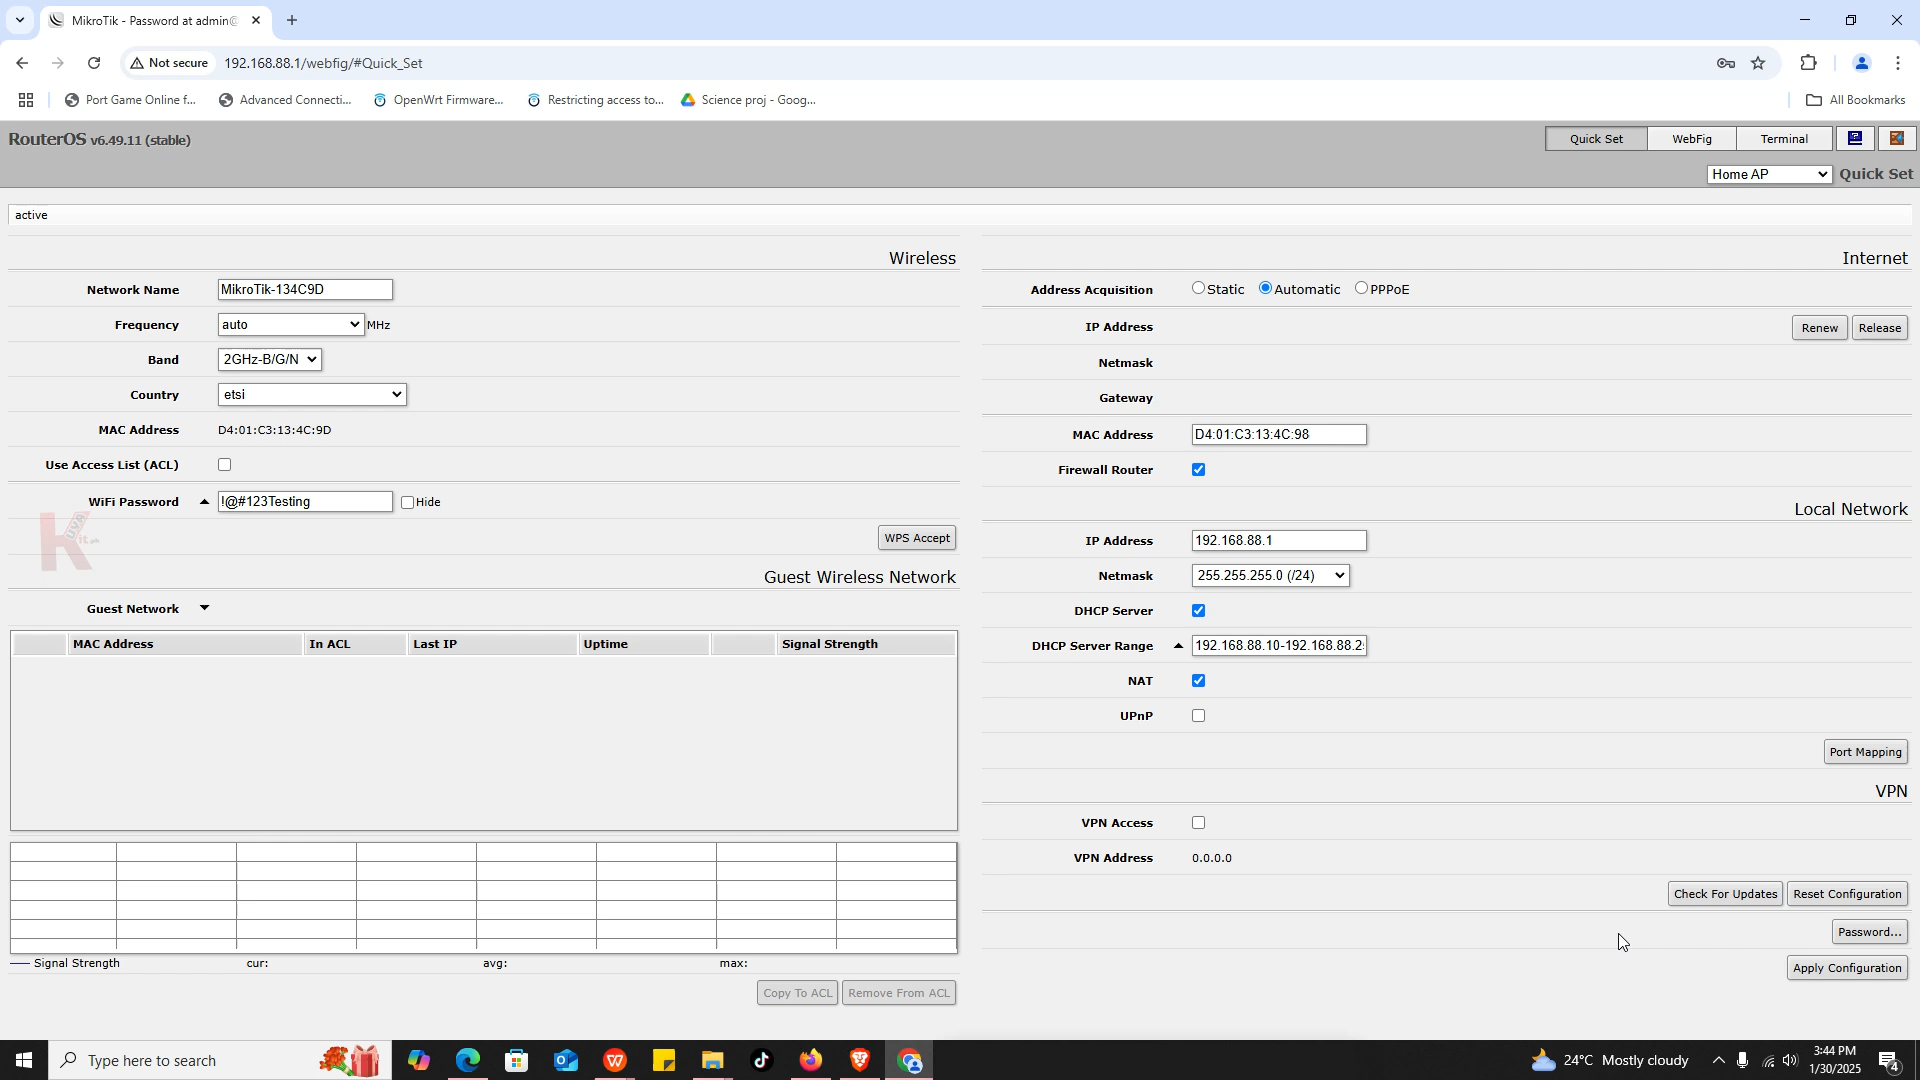 MikroTik - Password at admin@
Not secure
192.168.88.1/webfig/#Quick_Set
Port Game Online f...
Advanced Connecti...
OpenWrt Firmware...
Restricting access to...
Science proj - Goog...
All Bookmarks
RouterOS v6.49.11 (stable)
Quick Set
WebFig
Terminal
Home AP
Quick Set
active
Wireless
Network Name
MikroTik-134C9D
Frequency
auto
MHz
Band
2GHz-B/G/N
Country
etsi
MAC Address
D4:01:C3:13:4C:9D
Use Access List (ACL)
WiFi Password
!@#123Testing
Hide
WPS Accept
Guest Wireless Network
Guest Network
MAC Address
In ACL
Last IP
Uptime
Signal Strength
Signal Strength
cur:
avg:
max:
Copy To ACL
Remove From ACL
Internet
Address Acquisition
Static
Automatic
PPPoE
IP Address
Renew
Release
Netmask
Gateway
MAC Address
D4:01:C3:13:4C:98
Firewall Router
Local Network
IP Address
192.168.88.1
Netmask
255.255.255.0 (/24)
DHCP Server
DHCP Server Range
192.168.88.10-192.168.88.2
NAT
UPnP
Port Mapping
VPN
VPN Access
VPN Address
0.0.0.0
Check For Updates
Reset Configuration
Password...
Apply Configuration
Type here to search
24°C Mostly cloudy
3:44 PM
1/30/2025
4